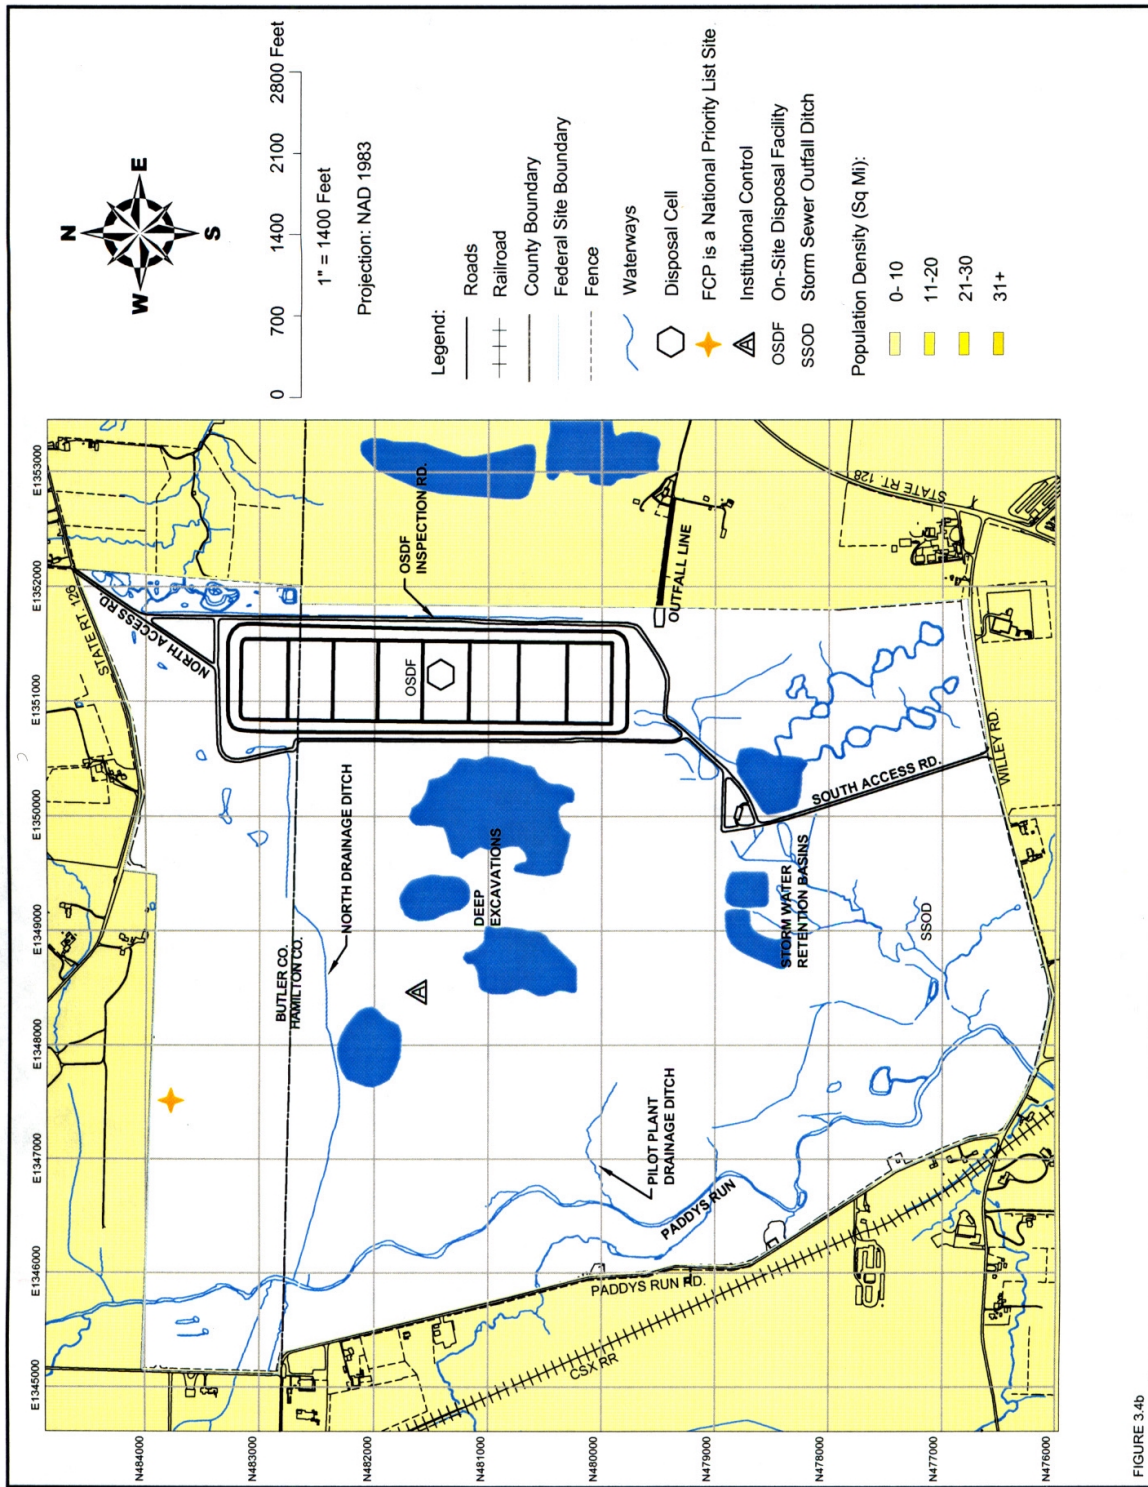 N
W
E
S
0
700
1400
2100
2800 Feet
1" = 1400 Feet
Projection: NAD 1983
Legend:
Roads
Railroad
County Boundary
Federal Site Boundary
Fence
Waterways
Disposal Cell
FCP is a National Priority List Site
A
Institutional Control
OSDF
On-Site Disposal Facility
SSOD
Storm Sewer Outfall Ditch
Population Density (Sq Mi):
0- 10
11-20
21-30
31+
E1345000
E1346000
E1347000
E1348000
E1349000
E1350000
E1351000
E1352000
E1353000
N484000
N483000
N482000
N481000
N480000
N479000
N478000
N477000
N476000
STATE RT. 126
NORTH ACCESS RD.
OSDF
INSPECTION RD.
OSDF
BUTLER CO.
HAMILTON CO.
NORTH DRAINAGE DITCH
A
DEEP
EXCAVATIONS
OUTFALL LINE
STATE RT. 128
PILOT PLANT
DRAINAGE DITCH
PADDYS RUN
PADDYS RUN RD.
CSX RR
STORM WATER
RETENTION BASINS
SOUTH ACCESS RD.
SSOD
WILLEY RD.
FIGURE 3.4b